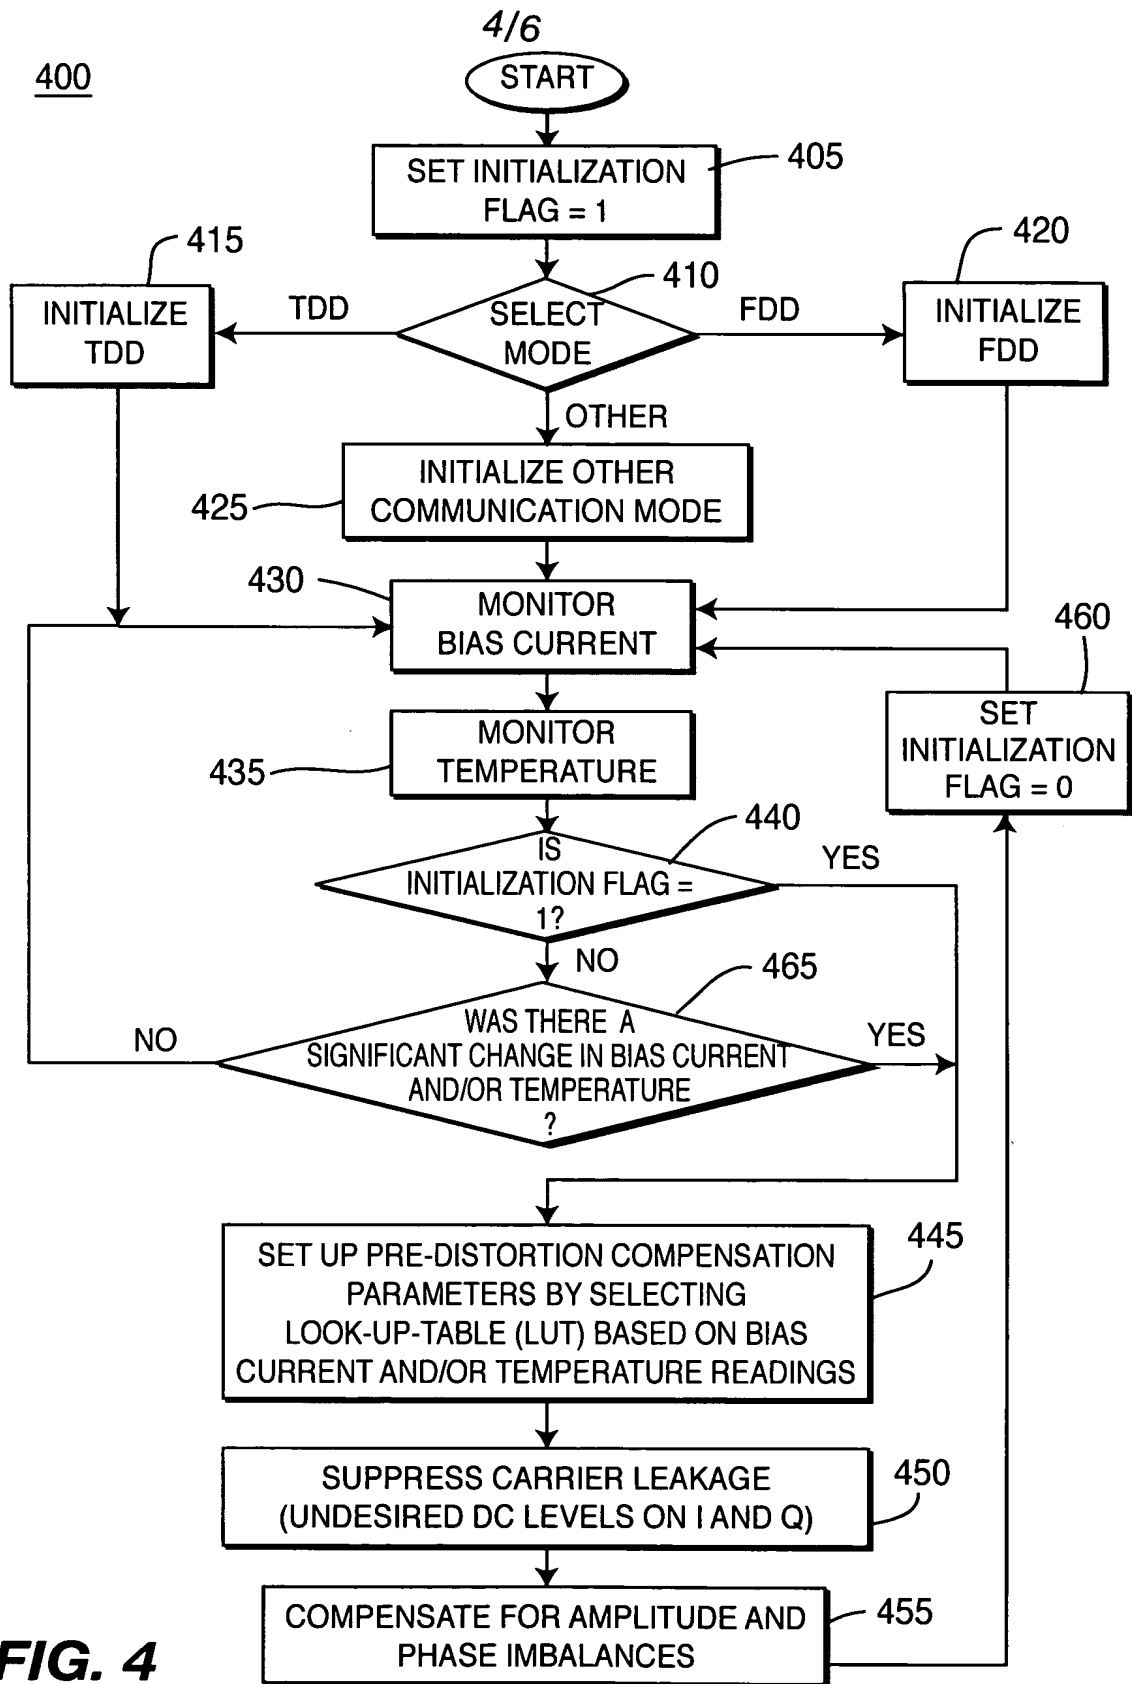 4/6
400
START
SET INITIALIZATION
FLAG = 1
405
415
410
420
INITIALIZE
TDD
TDD
SELECT
MODE
FDD
INITIALIZE
FDD
OTHER
INITIALIZE OTHER
COMMUNICATION MODE
425
430
MONITOR
BIAS CURRENT
460
SET
INITIALIZATION
FLAG = 0
MONITOR
TEMPERATURE
435
440
IS
INITIALIZATION FLAG =
1?
YES
NO
465
WAS THERE A
SIGNIFICANT CHANGE IN BIAS CURRENT
AND/OR TEMPERATURE
?
NO
YES
445
SET UP PRE-DISTORTION COMPENSATION
PARAMETERS BY SELECTING
LOOK-UP-TABLE (LUT) BASED ON BIAS
CURRENT AND/OR TEMPERATURE READINGS
SUPPRESS CARRIER LEAKAGE
(UNDESIRED DC LEVELS ON I AND Q)
450
COMPENSATE FOR AMPLITUDE AND
PHASE IMBALANCES
455
FIG. 4